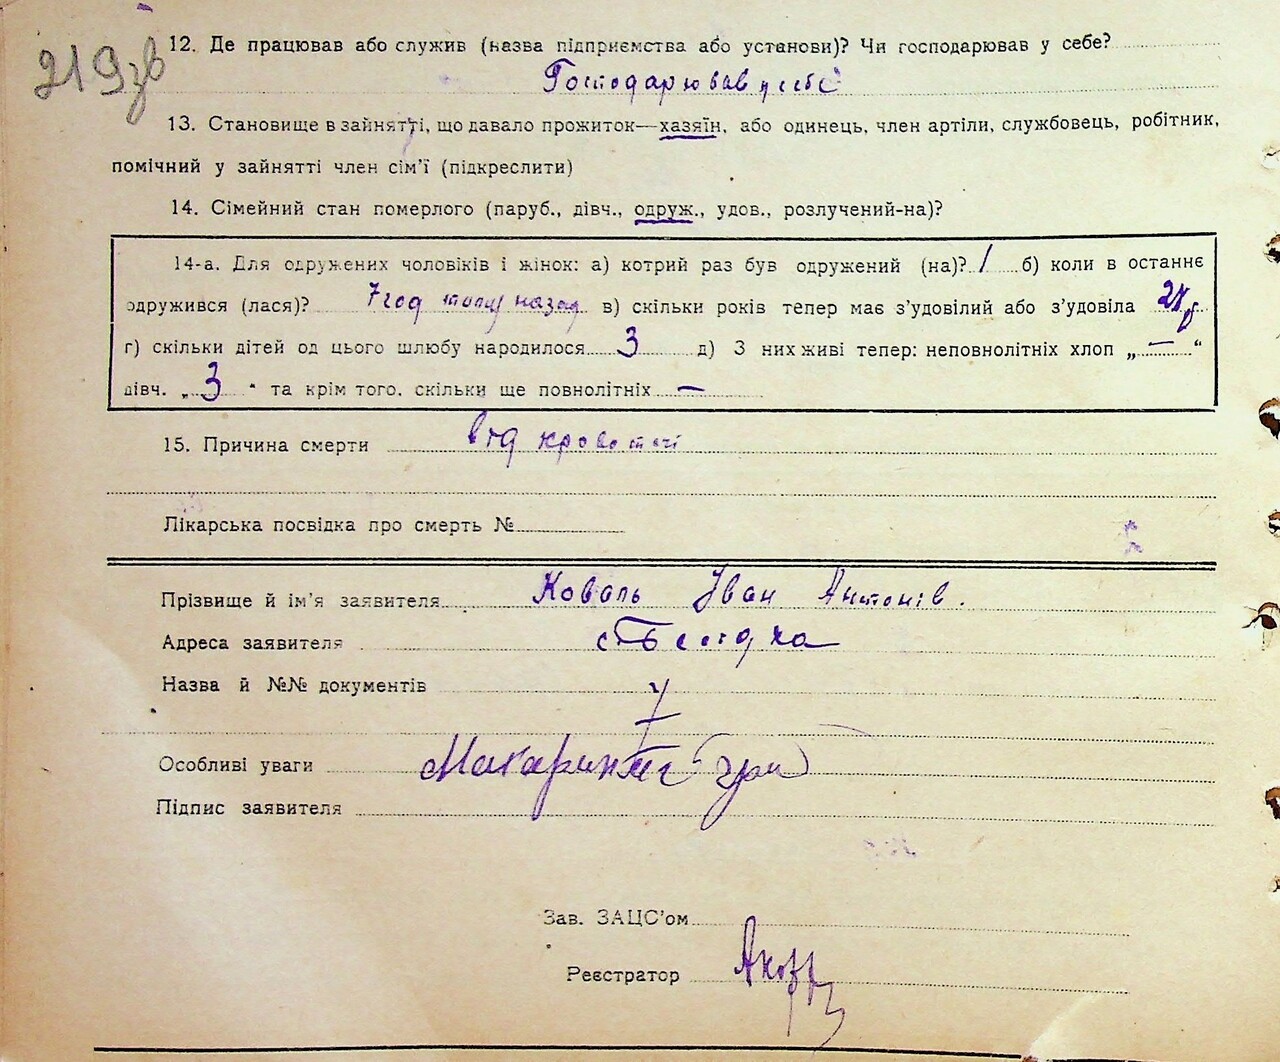 219зв
12. Де працював або служив (назва підприємства або установи)? Чи господарював у себе?
Господарював у себе
13. Становище в зайнятті, що давало прожиток—хазяїн, або одинець, член артіли, службовець, робітник,
помічний у зайнятті член сім'ї (підкреслити)
14. Сімейний стан померлого (паруб., дівч., одруж., удов., розлучений-на)?
14-а. Для одружених чоловіків і жінок: а) котрий раз був одружений (на)? 1 б) коли в останнє
одружився (лася)? 7 год тому назад в) скільки років тепер має з'удовілий або з'удовіла
г) скільки дітей од цього шлюбу народилося 3 д) З них живі тепер: неповнолітніх хлоп „ — “
дівч. „ 3 “ та крім того, скільки ще повнолітніх —
15. Причина смерти від кровотечі
Лікарська посвідка про смерть №
Прізвище й ім'я заявителя Коваль Іван Антонів.
Адреса заявителя
Назва й №№ документів
Особливі уваги
Підпис заявителя
Зав. ЗАЦС'ом
Реєстратор